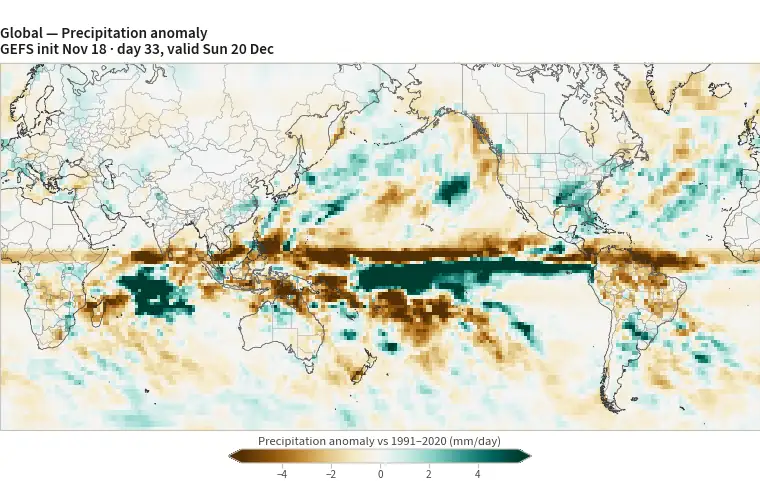 Global — Precipitation anomaly
GEFS init Nov 18 · day 33, valid Sun 20 Dec
Precipitation anomaly vs 1991–2020 (mm/day)
−4 −2 0 2 4